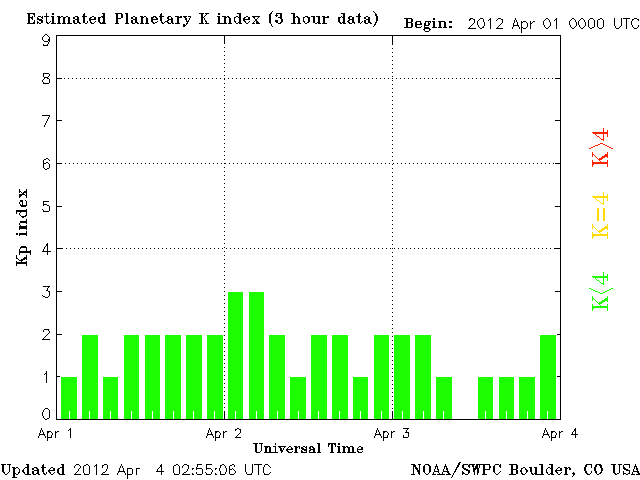 Estimated Planetary K index (3 hour data) Begin: 2012 Apr 01 0000 UTC
9
8
7
6
5
4
3
2
1
0
Kp index
K>4
K=4
K<4
Apr 1 Apr 2 Apr 3 Apr 4
Universal Time
Updated 2012 Apr 4 02:55:06 UTC NOAA/SWPC Boulder, CO USA